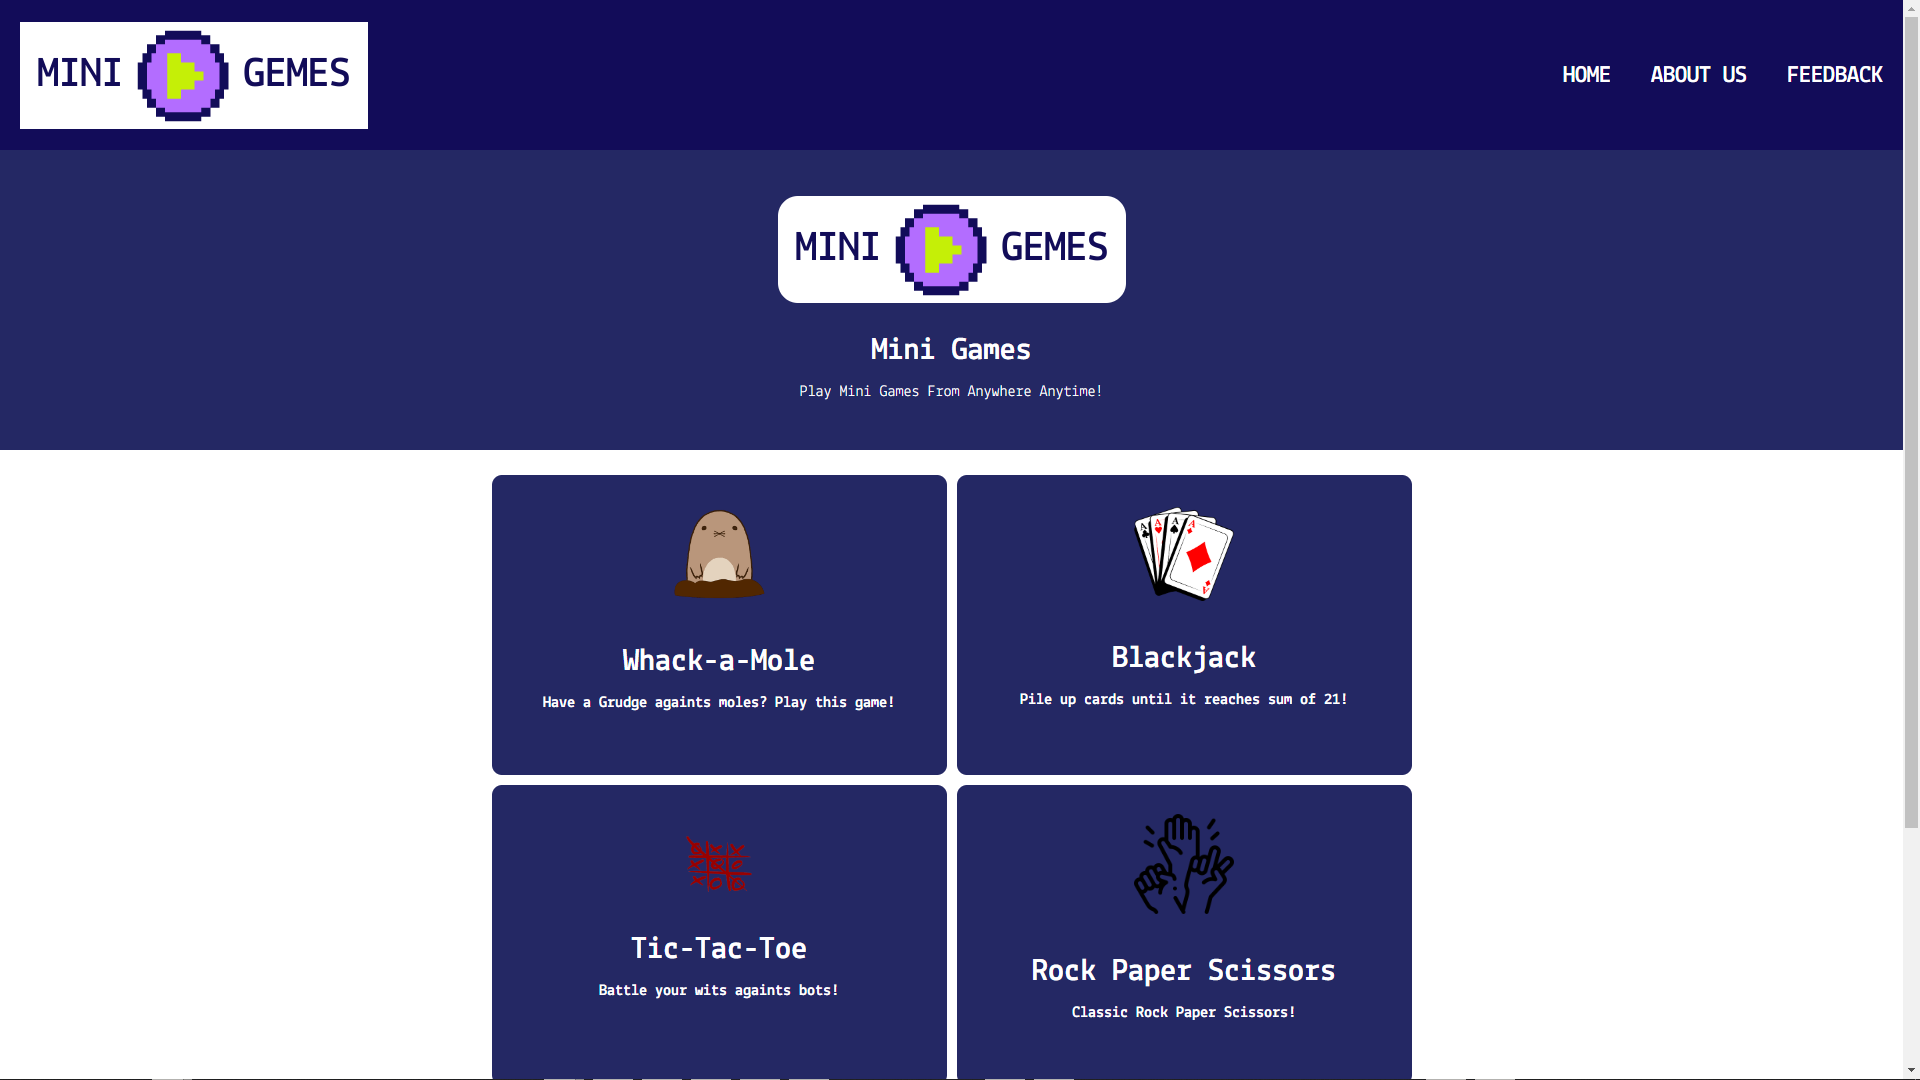 MINI GEMES
HOME ABOUT US FEEDBACK
MINI GEMES
Mini Games
Play Mini Games From Anywhere Anytime!
Whack-a-Mole
Have a Grudge againts moles? Play this game!
Blackjack
Pile up cards until it reaches sum of 21!
Tic-Tac-Toe
Battle your wits againts bots!
Rock Paper Scissors
Classic Rock Paper Scissors!